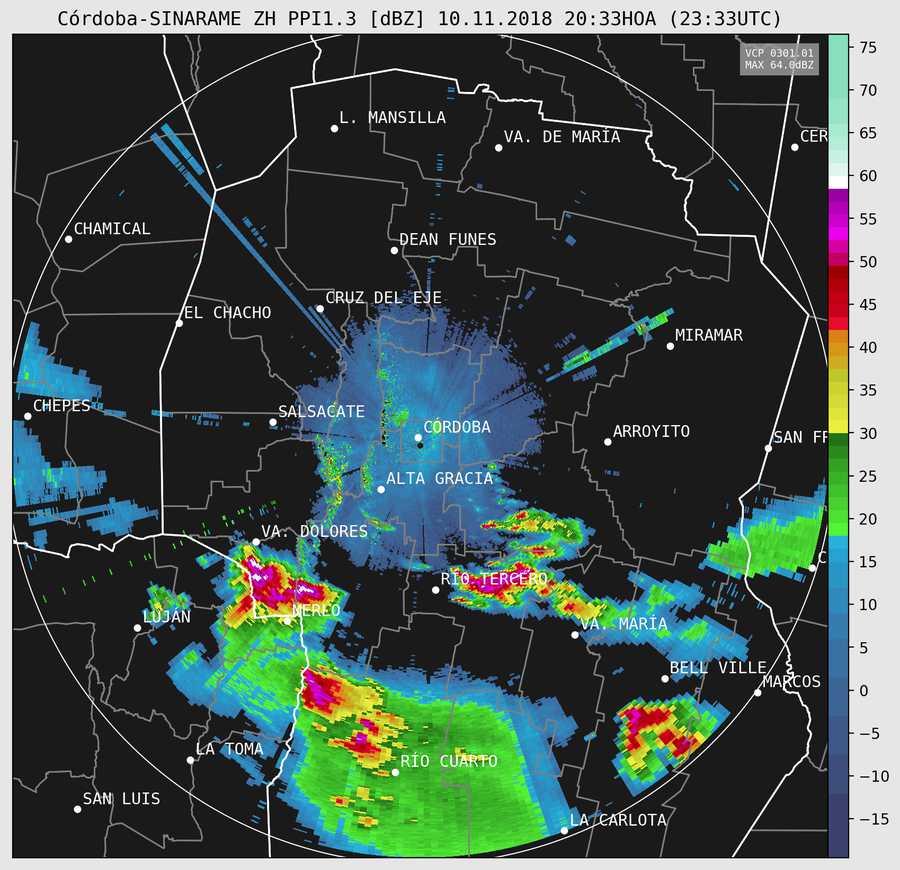 Córdoba-SINARAME ZH PPI1.3 [dBZ] 10.11.2018 20:33HOA (23:33UTC)
VCP 0301.01
MAX 64.0dBZ
L. MANSILLA
VA. DE MARÍA
CER
CHAMICAL
DEAN FUNES
CRUZ DEL EJE
EL CHACHO
MIRAMAR
CHEPES
SALSACATE
CÓRDOBA
ARROYITO
SAN FR
ALTA GRACIA
VA. DOLORES
C
RÍO TERCERO
MERLO
LUJÁN
VA. MARÍA
BELL VILLE
MARCOS
LA TOMA
RÍO CUARTO
SAN LUIS
LA CARLOTA
75
70
65
60
55
50
45
40
35
30
25
20
15
10
5
0
−5
−10
−15